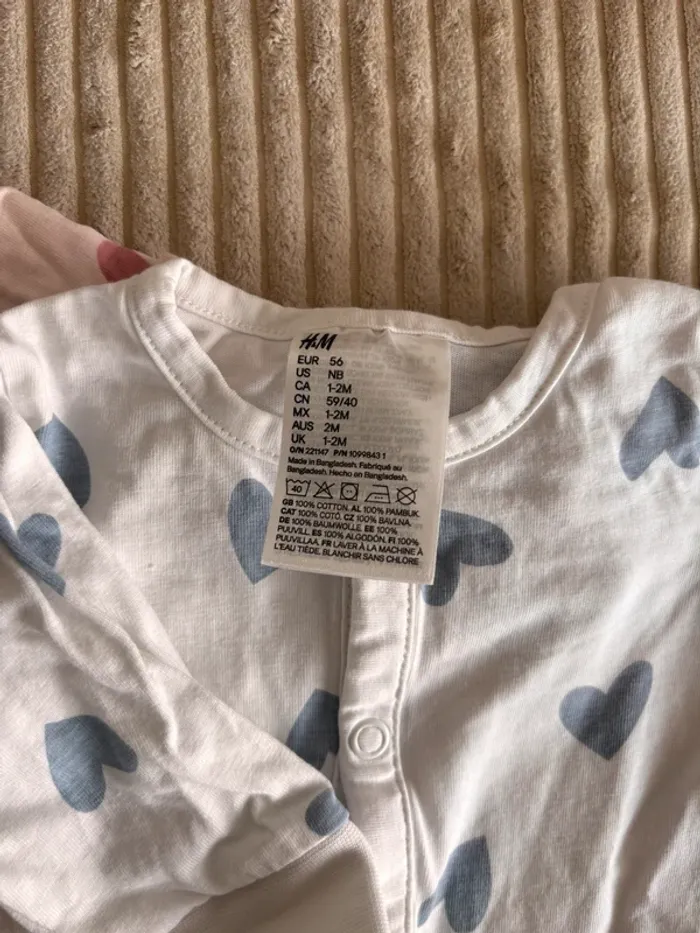 H&M
EUR 56
US NB
CA 1-2M
CN 59/40
MX 1-2M
AUS 2M
UK 1-2M
O/N 221147 P/N 1099843 1
Made in Bangladesh. Fabriqué au
Bangladesh. Hecho en Bangladesh.
40
GB 100% COTTON. AL 100% PAMBUK.
CAT 100% COTÓ. CZ 100% BAVLNA.
DE 100% BAUMWOLLE. EE 100%
PUUVILL. ES 100% ALGODÓN. FI 100%
PUUVILLAA. FR LAVER À LA MACHINE À
L'EAU TIÈDE. BLANCHIR SANS CHLORE.